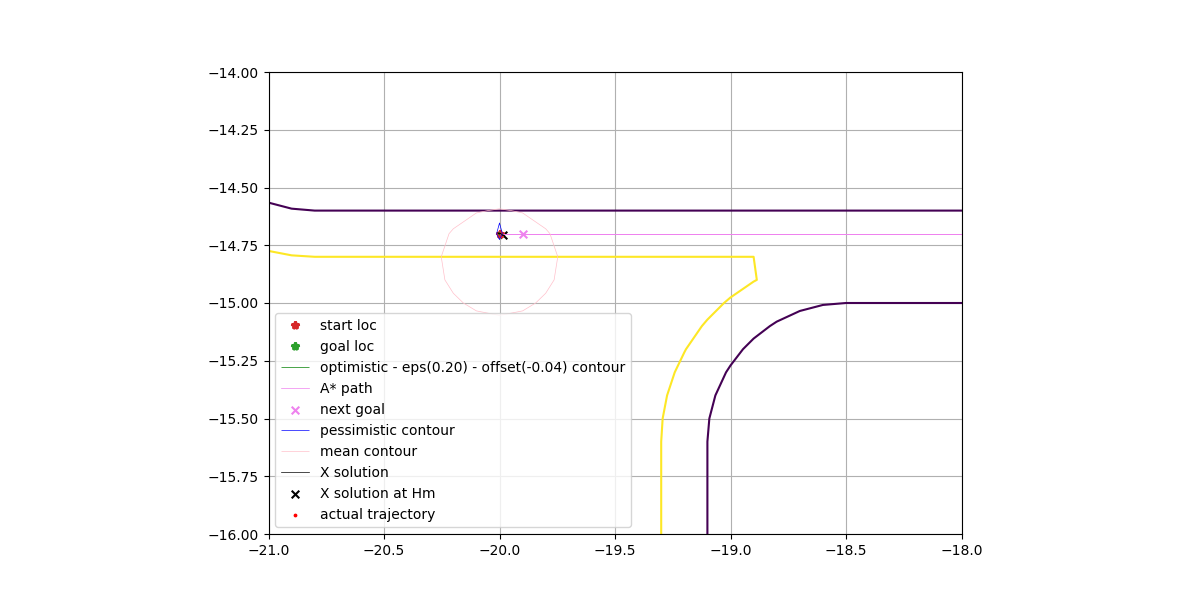 −14.00
−14.25
−14.50
−14.75
−15.00
−15.25
−15.50
−15.75
−16.00
start loc
goal loc
optimistic - eps(0.20) - offset(-0.04) contour
A* path
next goal
pessimistic contour
mean contour
X solution
X solution at Hm
actual trajectory
−21.0 −20.5 −20.0 −19.5 −19.0 −18.5 −18.0